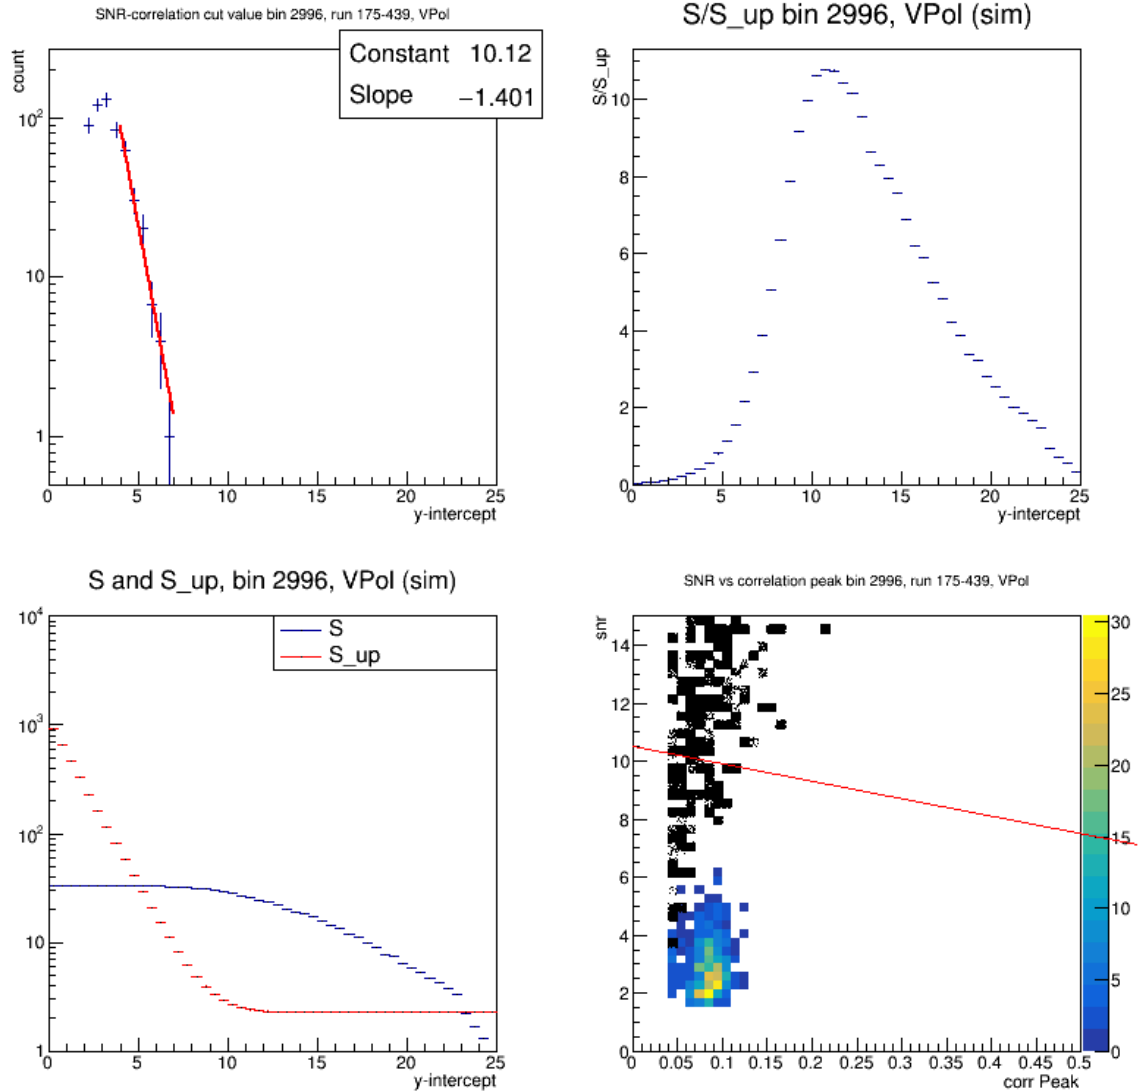 SNR-correlation cut value bin 2996, run 175-439, VPol
count
Constant 10.12
Slope −1.401
10²
10
1
0 5 10 15 20 25
y-intercept
S/S_up bin 2996, VPol (sim)
S/S_up
10
8
6
4
2
0
0 5 10 15 20 25
y-intercept
S and S_up, bin 2996, VPol (sim)
S
S_up
10⁴
10³
10²
10
1
0 5 10 15 20 25
y-intercept
SNR vs correlation peak bin 2996, run 175-439, VPol
snr
14
12
10
8
6
4
2
0
0 0.05 0.1 0.15 0.2 0.25 0.3 0.35 0.4 0.45 0.5
corr Peak
30
25
20
15
10
5
0